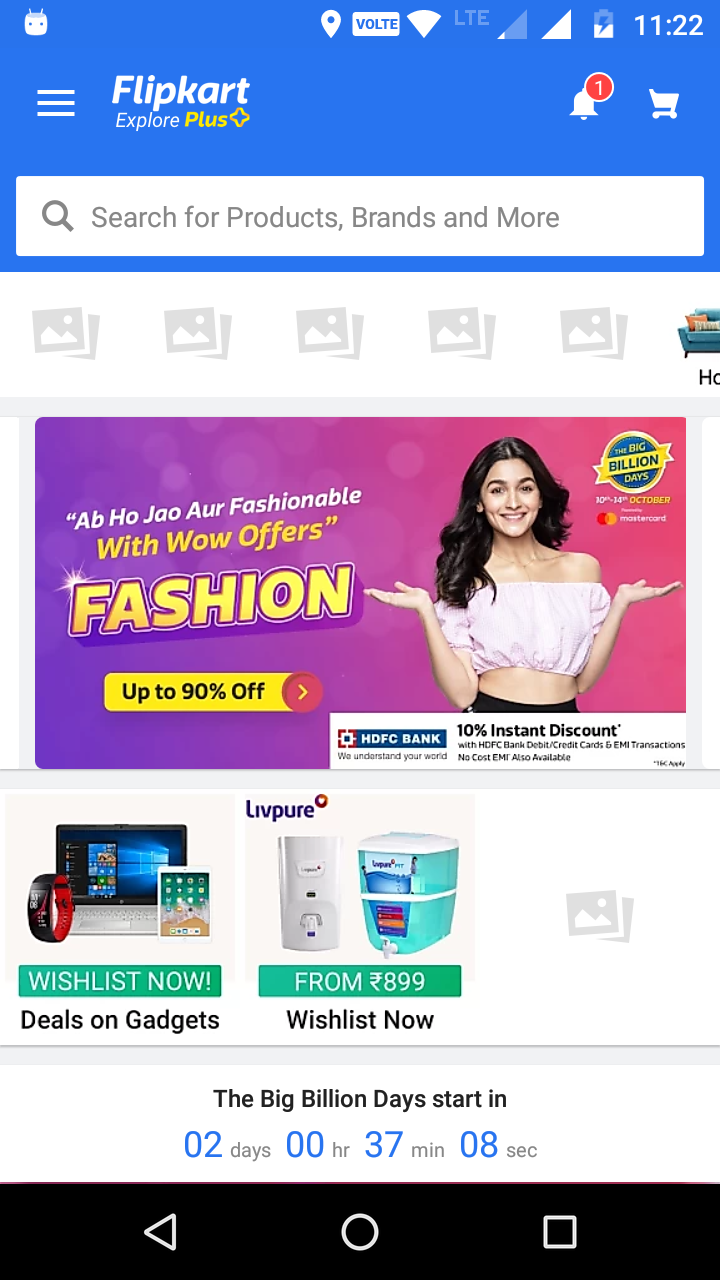 VOLTE LTE 11:22
Flipkart
Explore Plus
1
Search for Products, Brands and More
Ho
"Ab Ho Jao Aur Fashionable
With Wow Offers"
FASHION
Up to 90% Off
THE BIG
BILLION
DAYS
10th-14th OCTOBER
Powered by
mastercard
HDFC BANK
We understand your world
10% Instant Discount*
with HDFC Bank Debit/Credit Cards & EMI Transactions
No Cost EMI* Also Available
*T&C Apply
Livpure
Livpure FIT
WISHLIST NOW!
Deals on Gadgets
FROM ₹899
Wishlist Now
The Big Billion Days start in
02 days 00 hr 37 min 08 sec